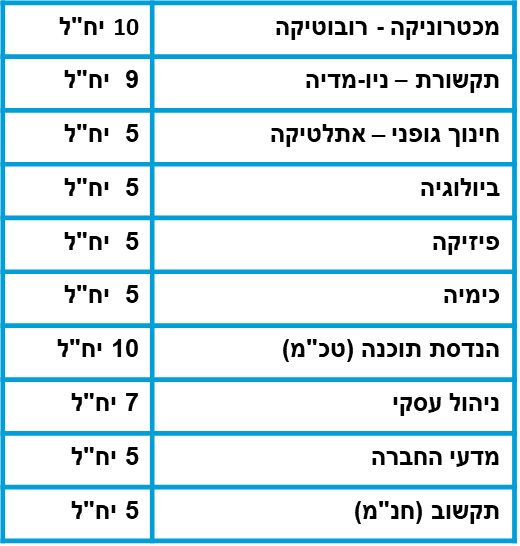 מכטרוניקה - רובוטיקה 10 יח"ל
תקשורת – ניו-מדיה 9 יח"ל
חינוך גופני – אתלטיקה 5 יח"ל
ביולוגיה 5 יח"ל
פיזיקה 5 יח"ל
כימיה 5 יח"ל
הנדסת תוכנה (טכ"מ) 10 יח"ל
ניהול עסקי 7 יח"ל
מדעי החברה 5 יח"ל
תקשוב (חנ"מ) 5 יח"ל